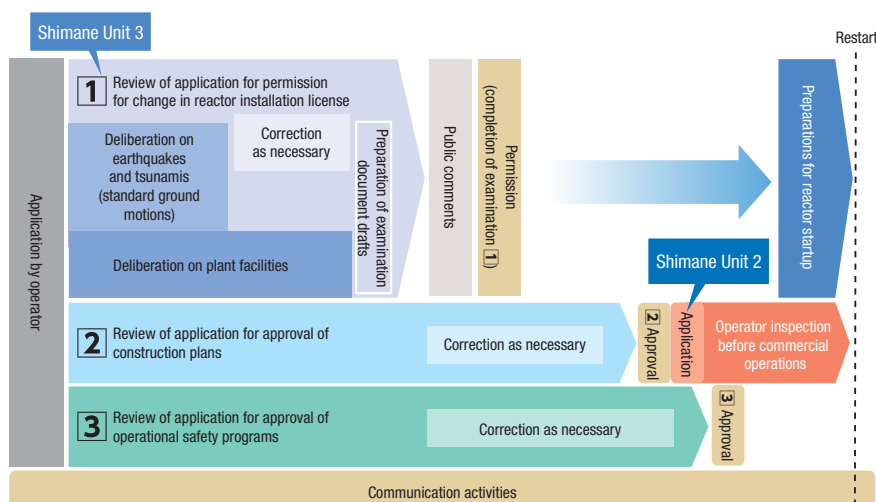 Shimane Unit 3
Restart
Application by operator
1 Review of application for permission
for change in reactor installation license
Deliberation on
earthquakes
and tsunamis
(standard ground
motions)
Correction
as necessary
Preparation of examination
document drafts
Deliberation on plant facilities
Public comments
Permission
(completion of examination 1)
Preparations for reactor startup
Shimane Unit 2
2 Review of application for approval of
construction plans
Correction as necessary
2 Approval
Application
Operator inspection
before commercial
operations
3 Review of application for approval of
operational safety programs
Correction as necessary
3 Approval
Communication activities